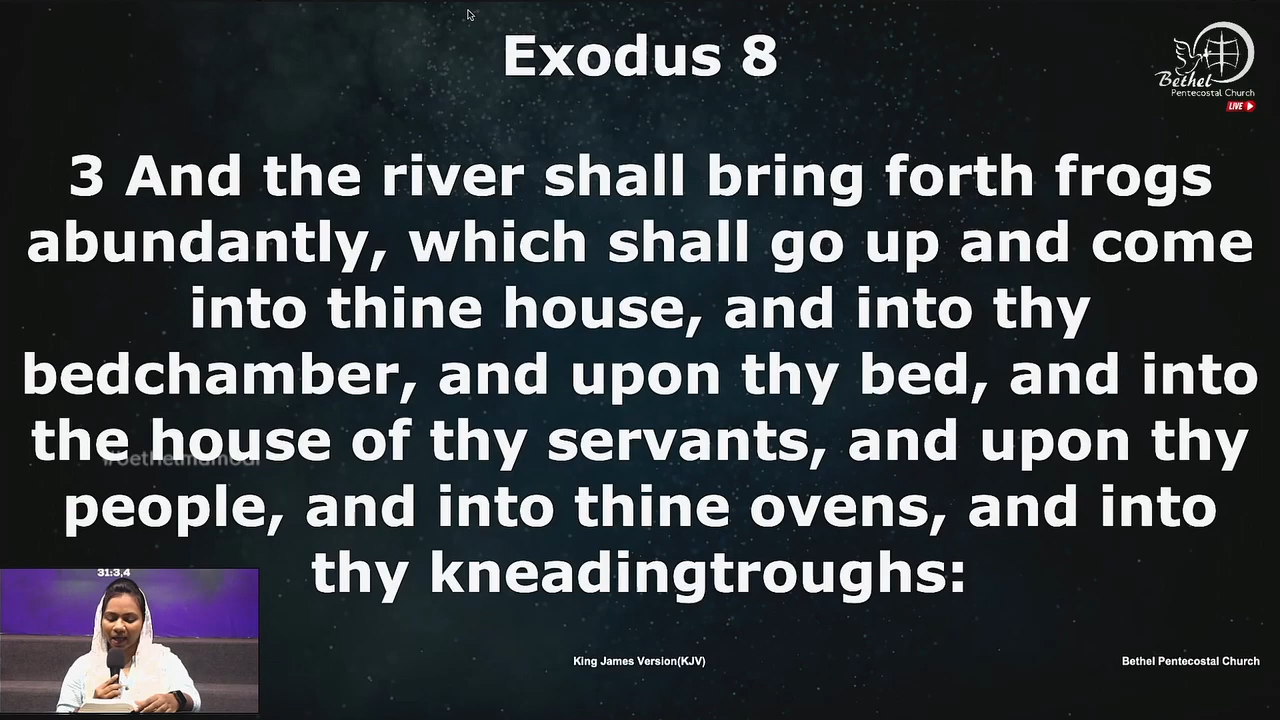 Exodus 8
Bethel
Pentecostal Church
LIVE
3 And the river shall bring forth frogs
abundantly, which shall go up and come
into thine house, and into thy
bedchamber, and upon thy bed, and into
the house of thy servants, and upon thy
people, and into thine ovens, and into
thy kneadingtroughs:
31:3,4
King James Version(KJV)
Bethel Pentecostal Church